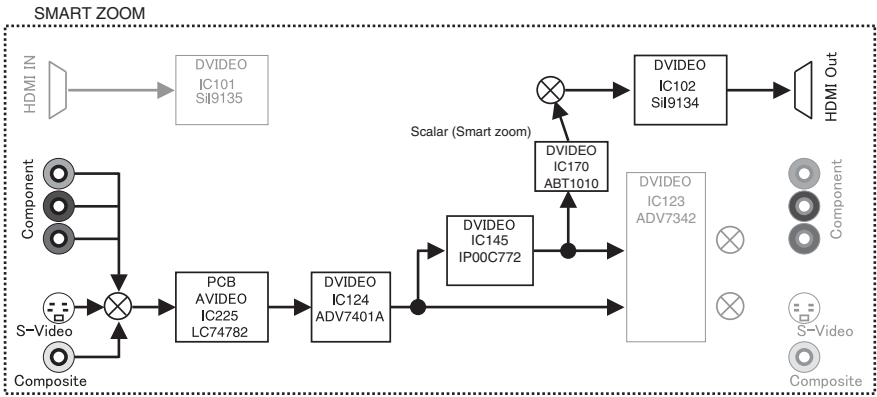 SMART ZOOM
HDMI IN
DVIDEO
IC101
SiI9135
DVIDEO
IC102
SiI9134
HDMI Out
Scalar (Smart zoom)
DVIDEO
IC170
ABT1010
Component
DVIDEO
IC123
ADV7342
Component
DVIDEO
IC145
IP00C772
PCB
AVIDEO
IC225
LC74782
DVIDEO
IC124
ADV7401A
S-Video
S-Video
Composite
Composite